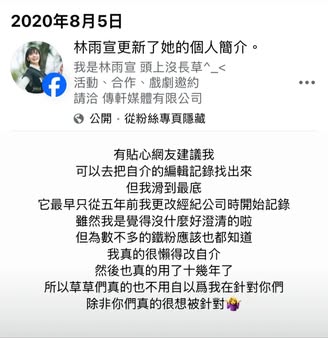 2020年8月5日
林雨宣更新了她的個人簡介。
我是林雨宣 頭上沒長草^_<
活動、合作、戲劇邀約
請洽 傳軒媒體有限公司
公開·從粉絲專頁隱藏
有貼心網友建議我
可以去把自介的編輯記錄找出來
但我滑到最底
它最早只從五年前我更改經紀公司時開始記錄
雖然我是覺得沒什麼好澄清的啦
但為數不多的鐵粉應該也都知道
我真的很懶得改自介
然後也真的用了十幾年了
所以草草們真的也不用自以爲我在針對你們
除非你們真的很想被針對🤷‍♀️